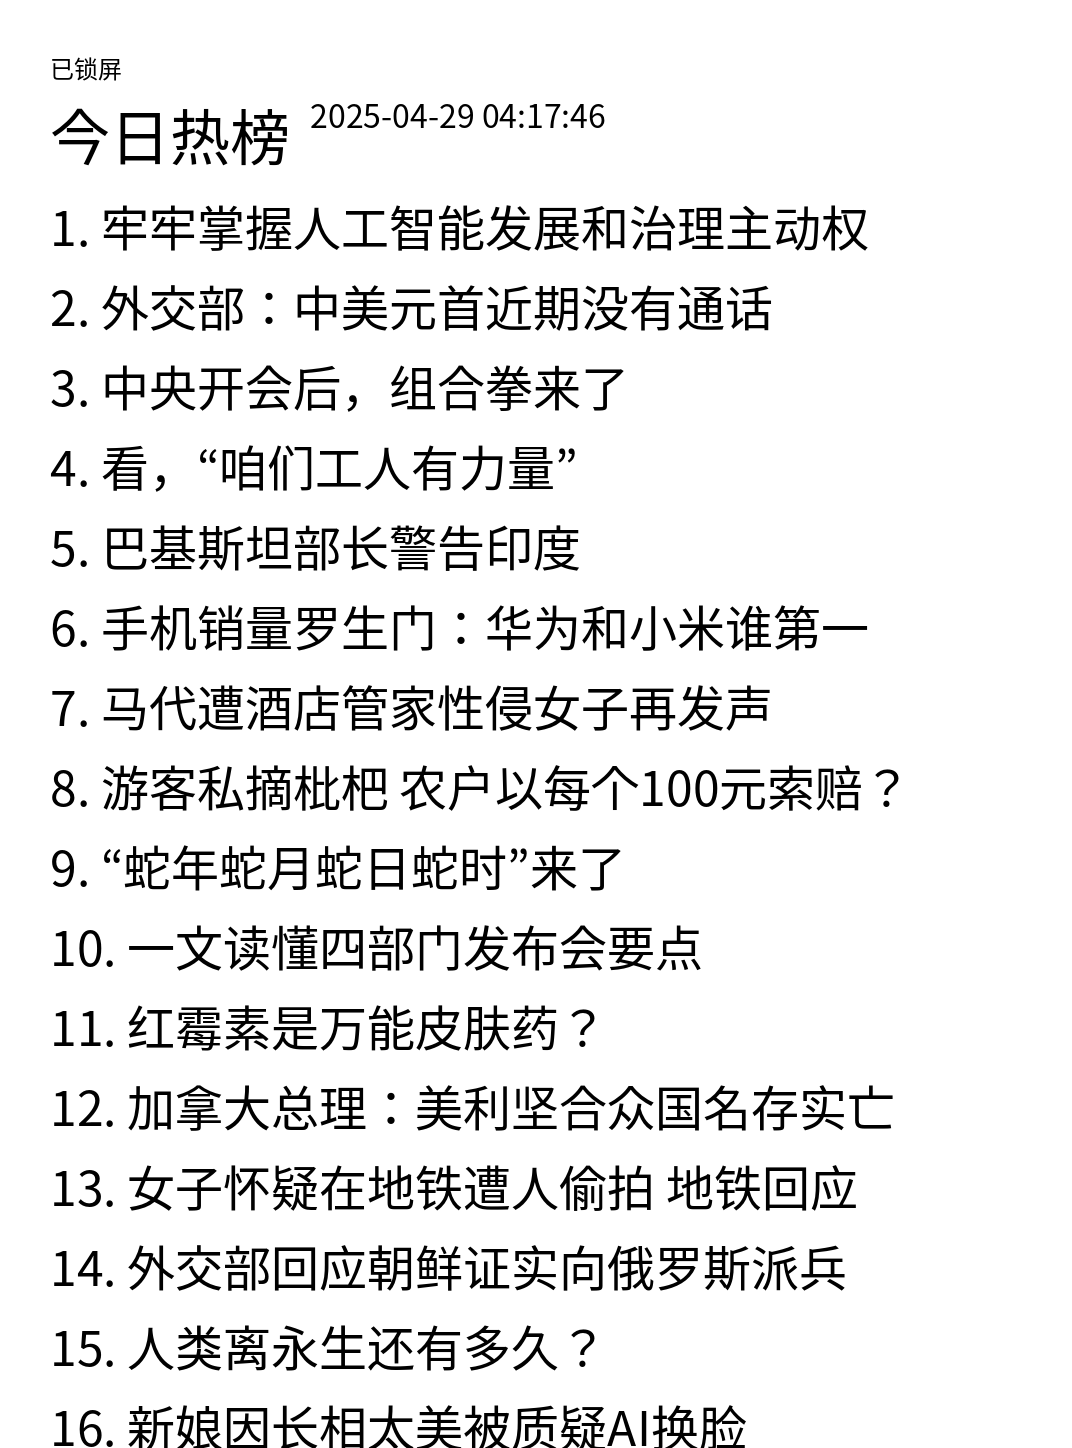 已锁屏
今日热榜 2025-04-29 04:17:46
1. 牢牢掌握人工智能发展和治理主动权
2. 外交部：中美元首近期没有通话
3. 中央开会后，组合拳来了
4. 看，“咱们工人有力量”
5. 巴基斯坦部长警告印度
6. 手机销量罗生门：华为和小米谁第一
7. 马代遭酒店管家性侵女子再发声
8. 游客私摘枇杷 农户以每个100元索赔？
9. “蛇年蛇月蛇日蛇时”来了
10. 一文读懂四部门发布会要点
11. 红霉素是万能皮肤药？
12. 加拿大总理：美利坚合众国名存实亡
13. 女子怀疑在地铁遭人偷拍 地铁回应
14. 外交部回应朝鲜证实向俄罗斯派兵
15. 人类离永生还有多久？
16. 新娘因长相太美被质疑AI换脸